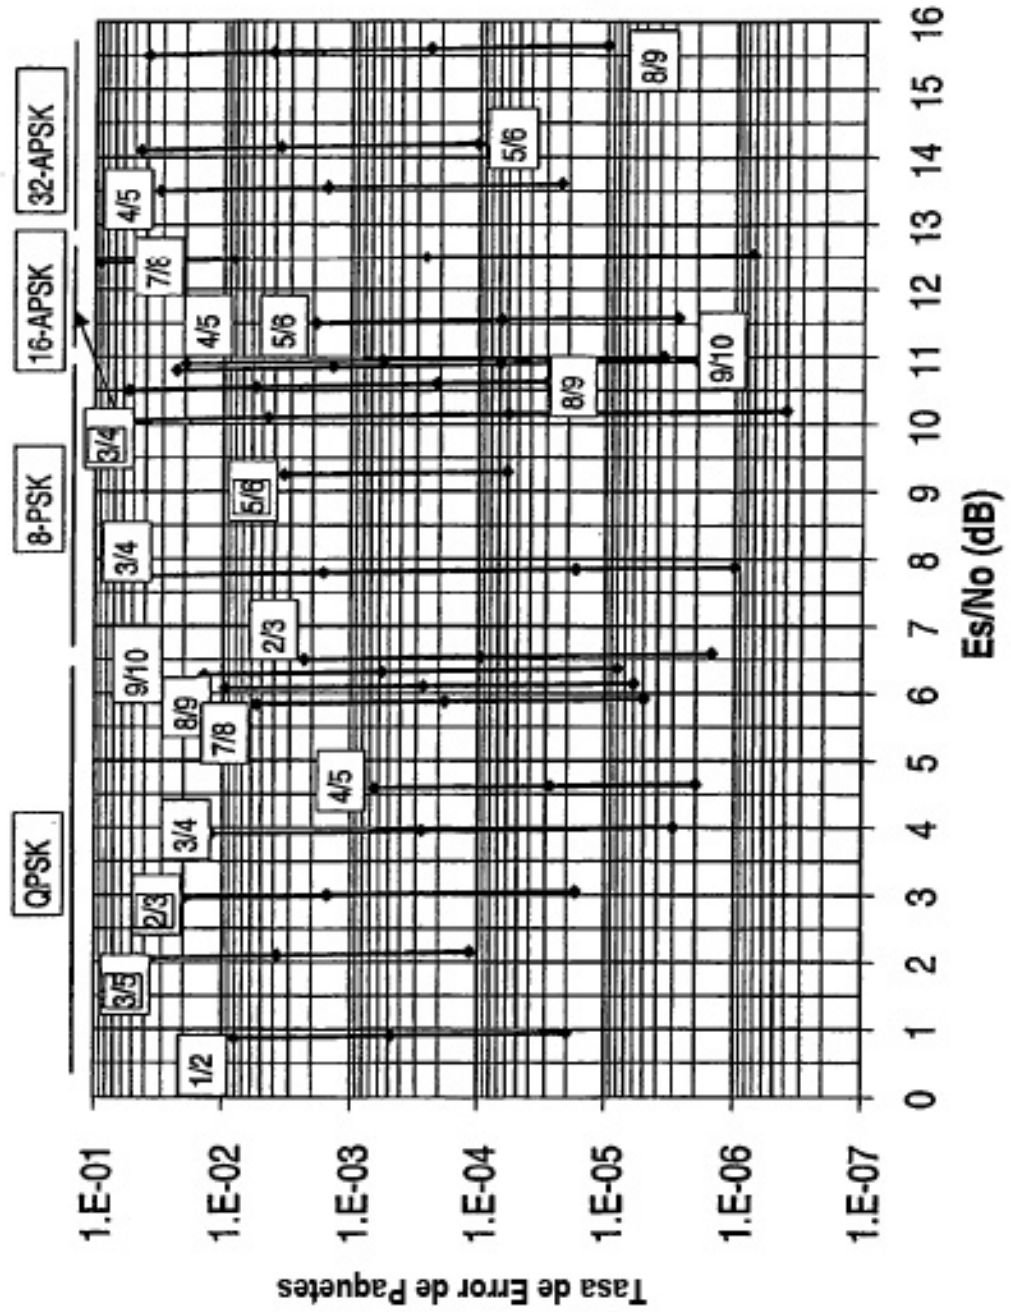 QPSK
8-PSK
16-APSK
32-APSK
1/2
3/5
2/3
3/4
4/5
7/8
8/9
9/10
2/3
3/4
5/6
3/4
8/9
9/10
4/5
5/6
7/8
4/5
5/6
8/9
Tasa de Error de Paquetes
1.E-01
1.E-02
1.E-03
1.E-04
1.E-05
1.E-06
1.E-07
0 1 2 3 4 5 6 7 8 9 10 11 12 13 14 15 16
Es/No (dB)